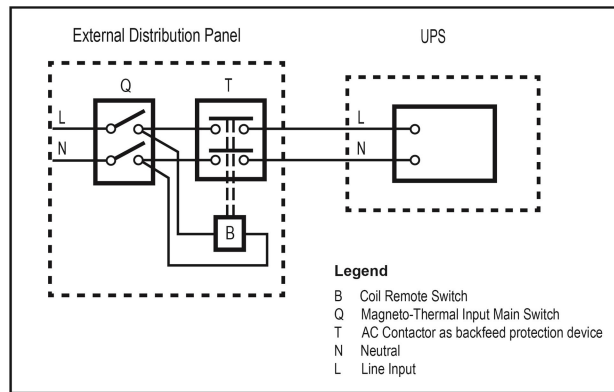 External Distribution Panel UPS
Q T
L L
N N
B
Legend
B Coil Remote Switch
Q Magneto-Thermal Input Main Switch
T AC Contactor as backfeed protection device
N Neutral
L Line Input